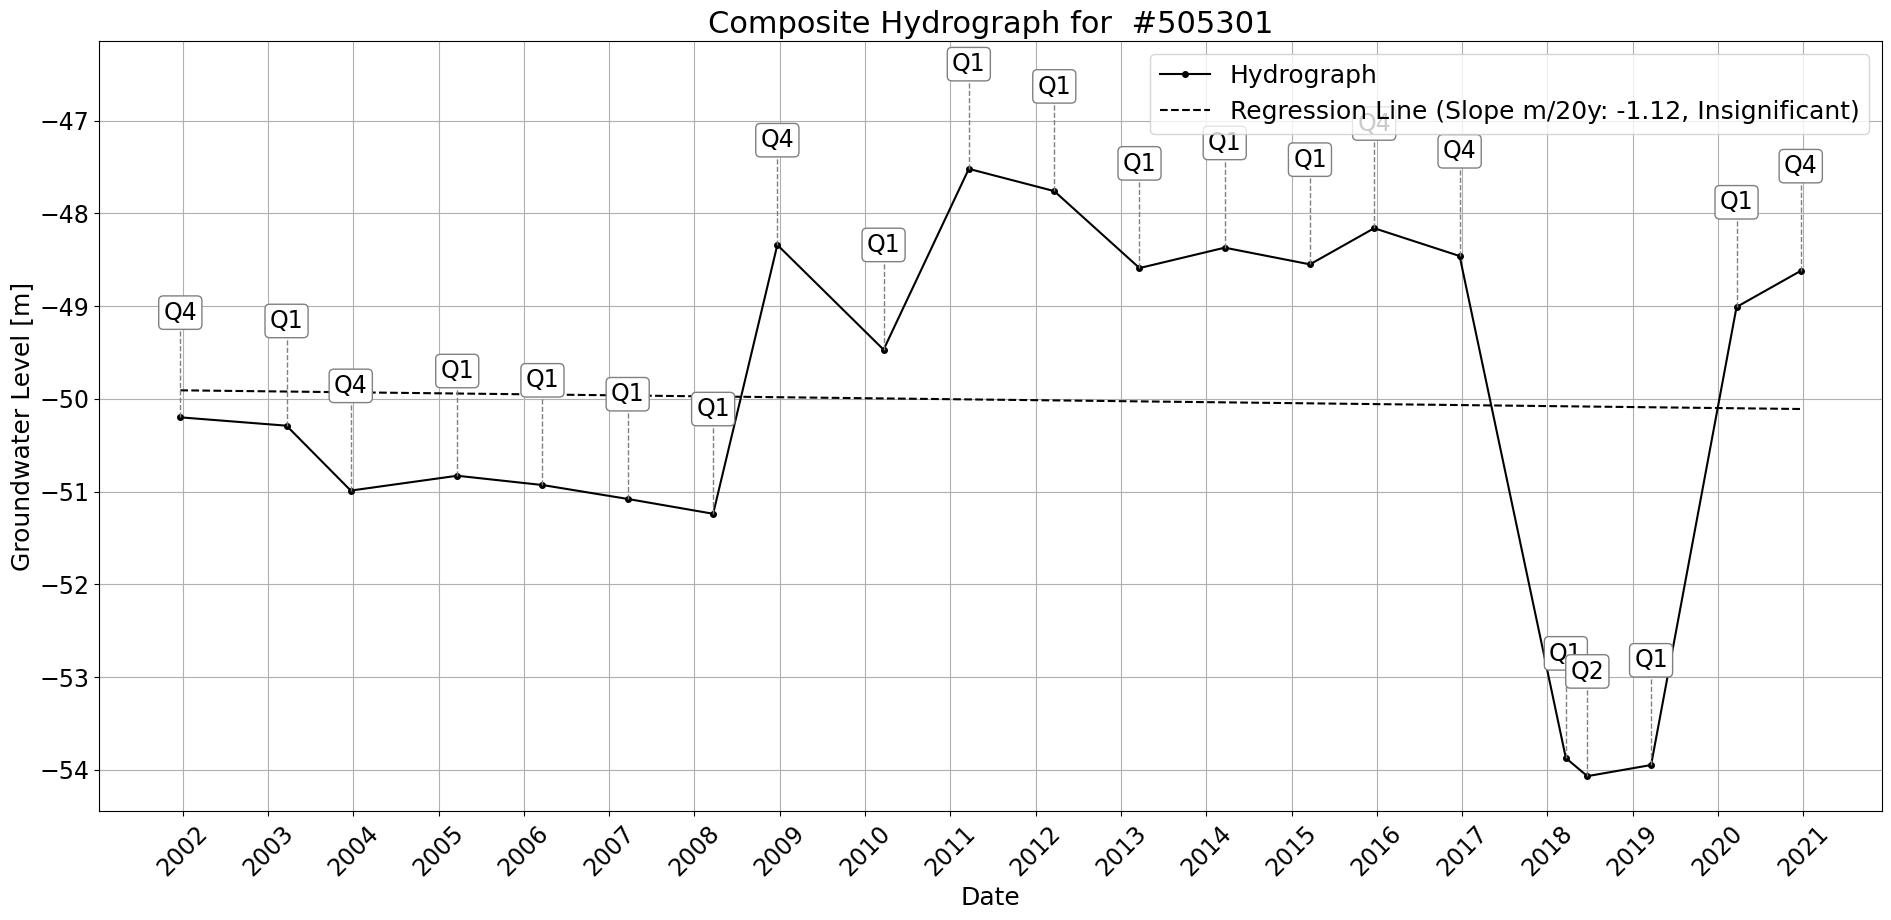 Composite Hydrograph for #505301
Hydrograph
Regression Line (Slope m/20y: -1.12, Insignificant)
Groundwater Level [m]
−47
−48
−49
−50
−51
−52
−53
−54
Q4
Q1
Q4
Q1
Q1
Q1
Q1
Q4
Q1
Q1
Q1
Q1
Q1
Q1
Q4
Q4
Q1
Q2
Q1
Q1
Q4
2002
2003
2004
2005
2006
2007
2008
2009
2010
2011
2012
2013
2014
2015
2016
2017
2018
2019
2020
2021
Date